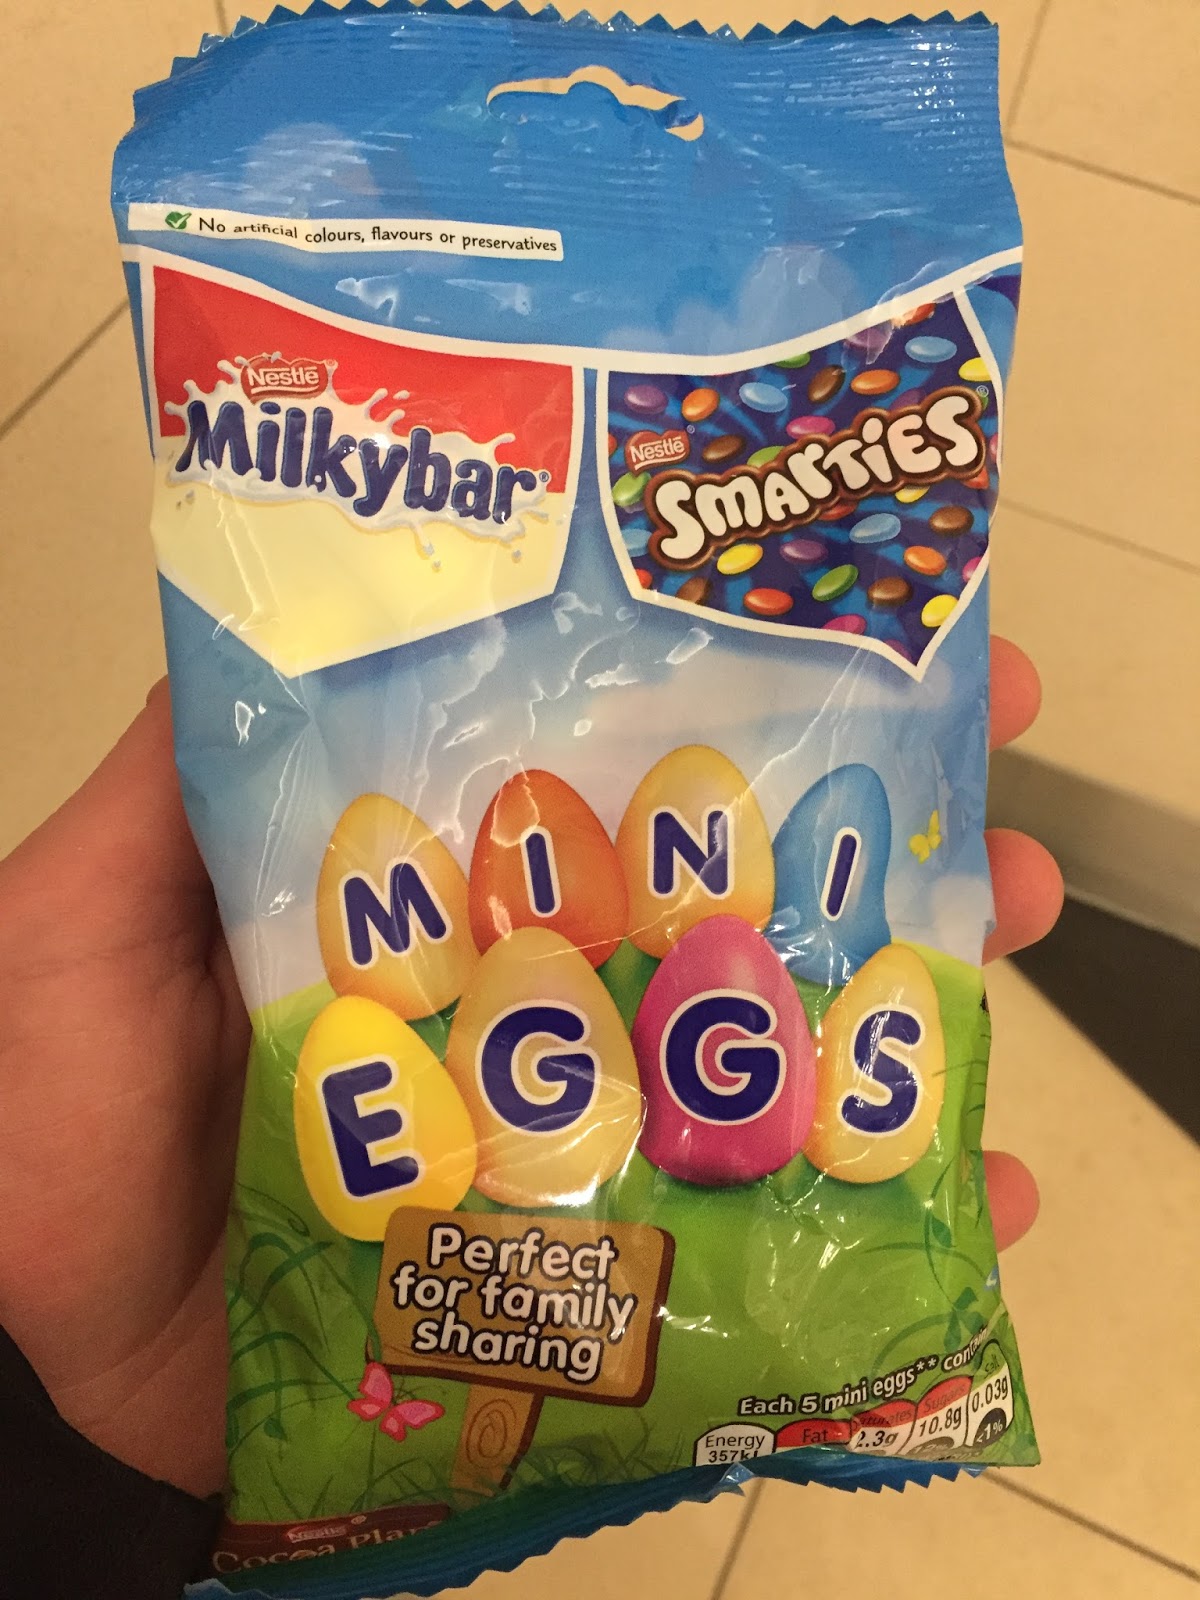 No artificial colours, flavours or preservatives
Nestlé
Milkybar®
Nestlé®
SMARTIES®
MINI
EGGS
Perfect
for family
sharing
Each 5 mini eggs**
Energy
357kJ
Fat
2.3g
Sugars
10.8g
Salt
0.03g
<1%
Nestlé®
Cocoa